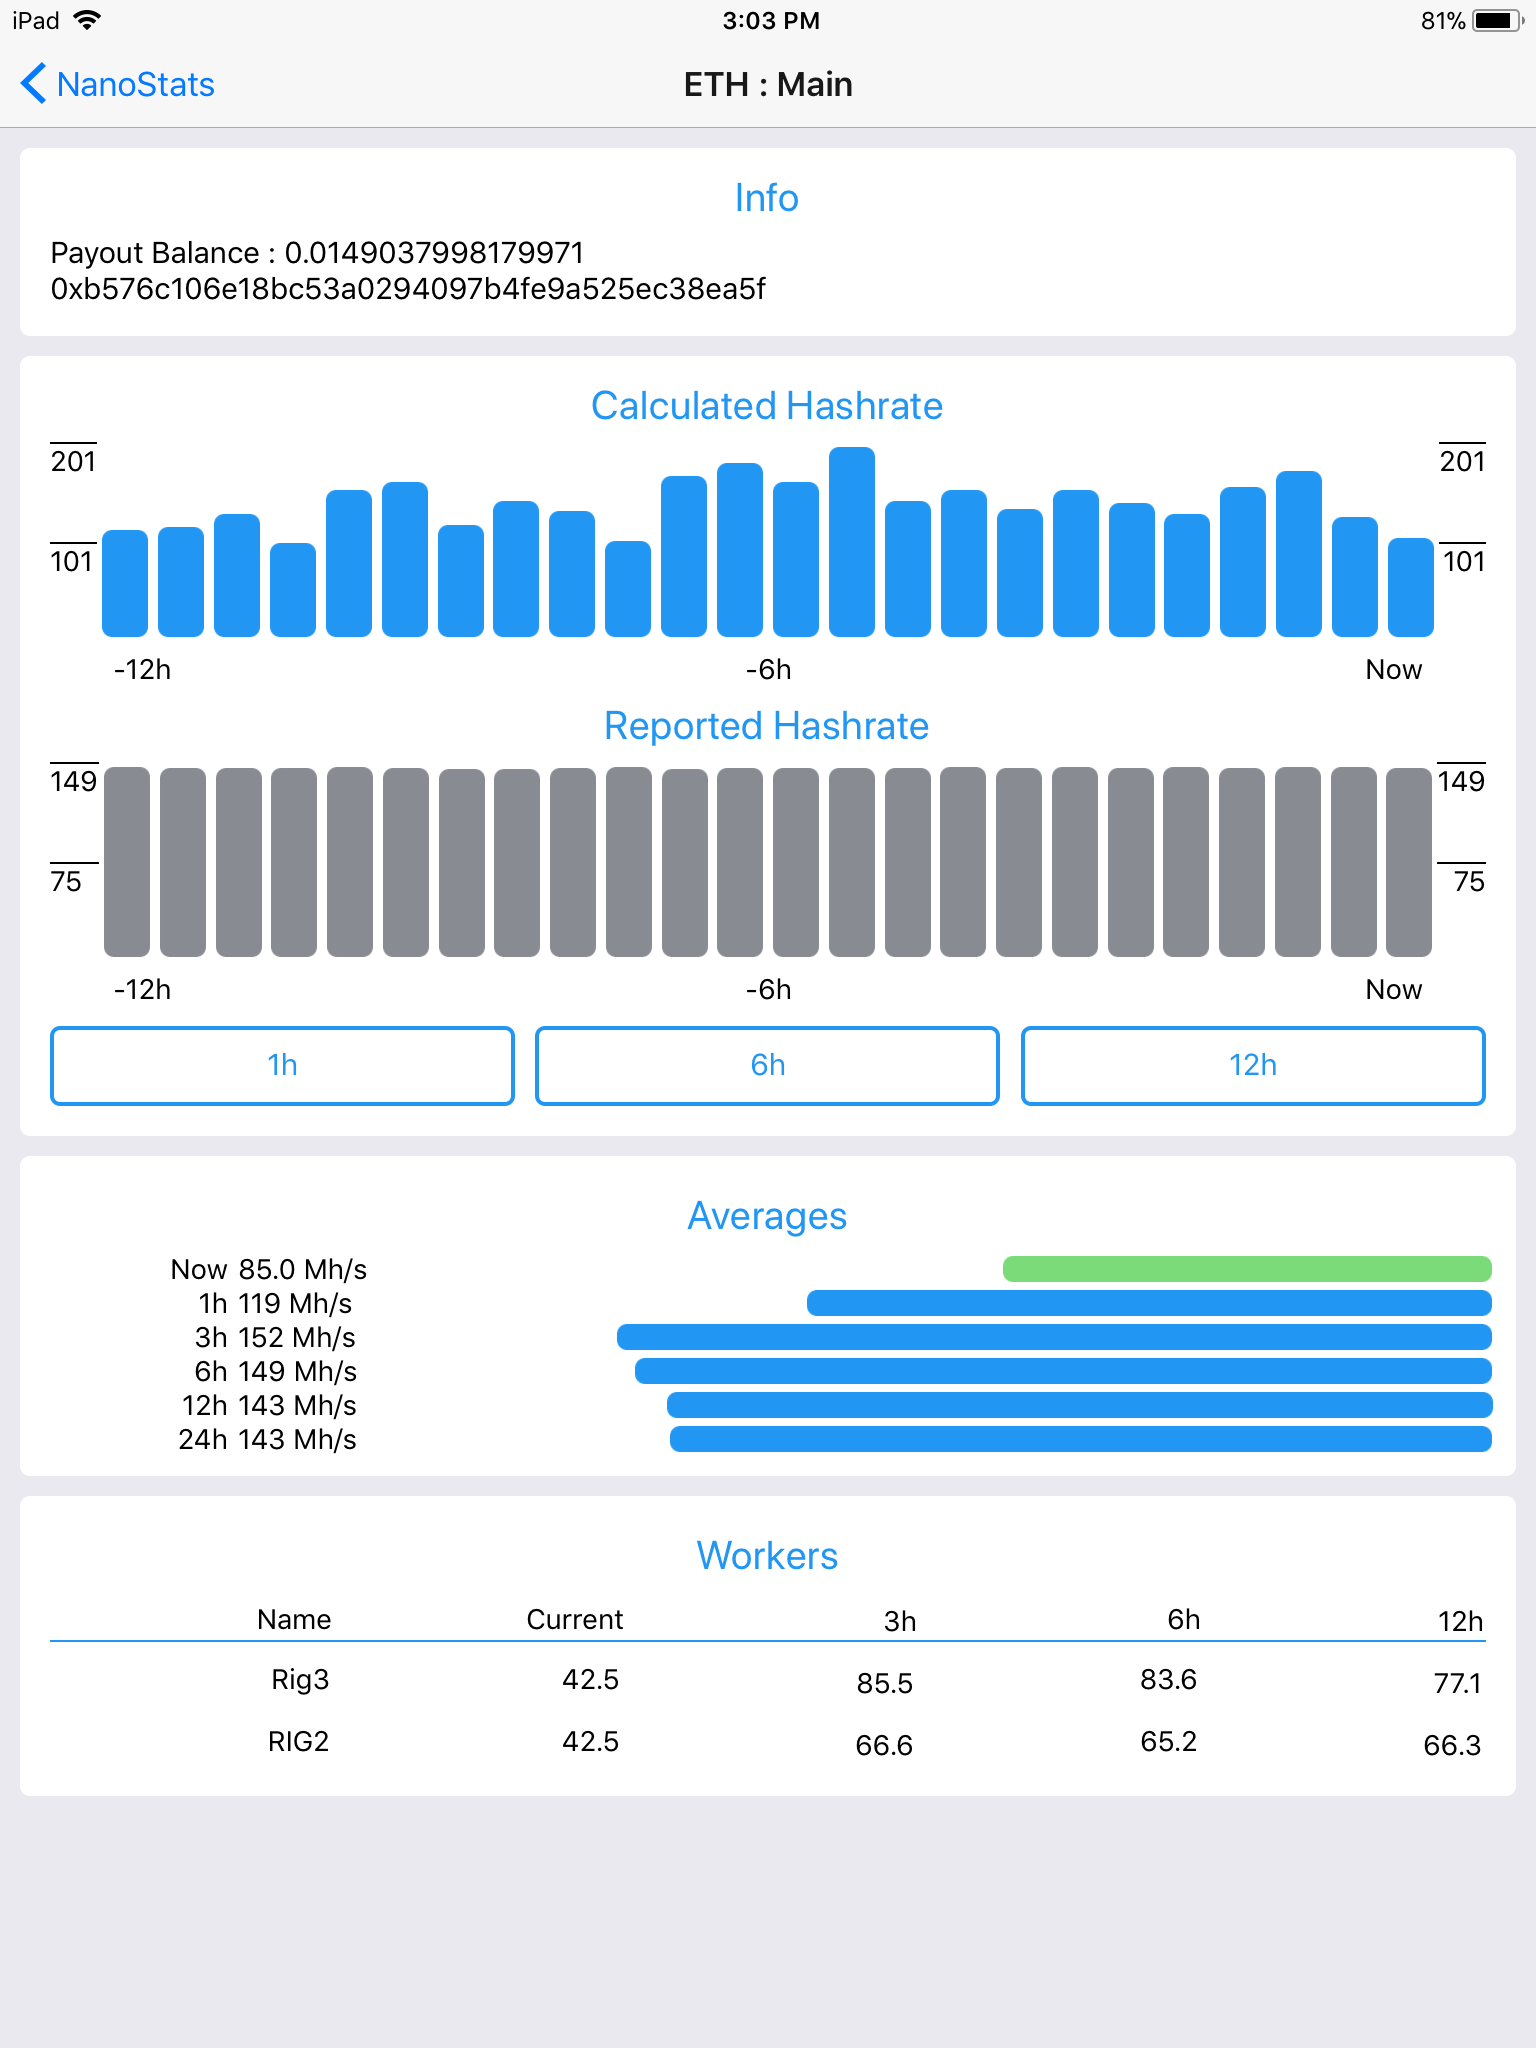 iPad 3:03 PM 81%
NanoStats ETH : Main
Info
Payout Balance : 0.0149037998179971
0xb576c106e18bc53a0294097b4fe9a525ec38ea5f
Calculated Hashrate
201 201
101 101
-12h -6h Now
Reported Hashrate
149 149
75 75
-12h -6h Now
1h 6h 12h
Averages
Now 85.0 Mh/s
1h 119 Mh/s
3h 152 Mh/s
6h 149 Mh/s
12h 143 Mh/s
24h 143 Mh/s
Workers
Name Current 3h 6h 12h
Rig3 42.5 85.5 83.6 77.1
RIG2 42.5 66.6 65.2 66.3